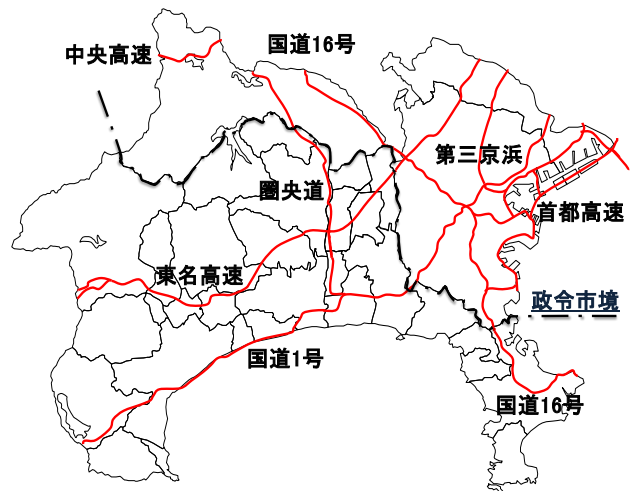 国道16号
中央高速
第三京浜
圏央道
首都高速
東名高速
政令市境
国道1号
国道16号